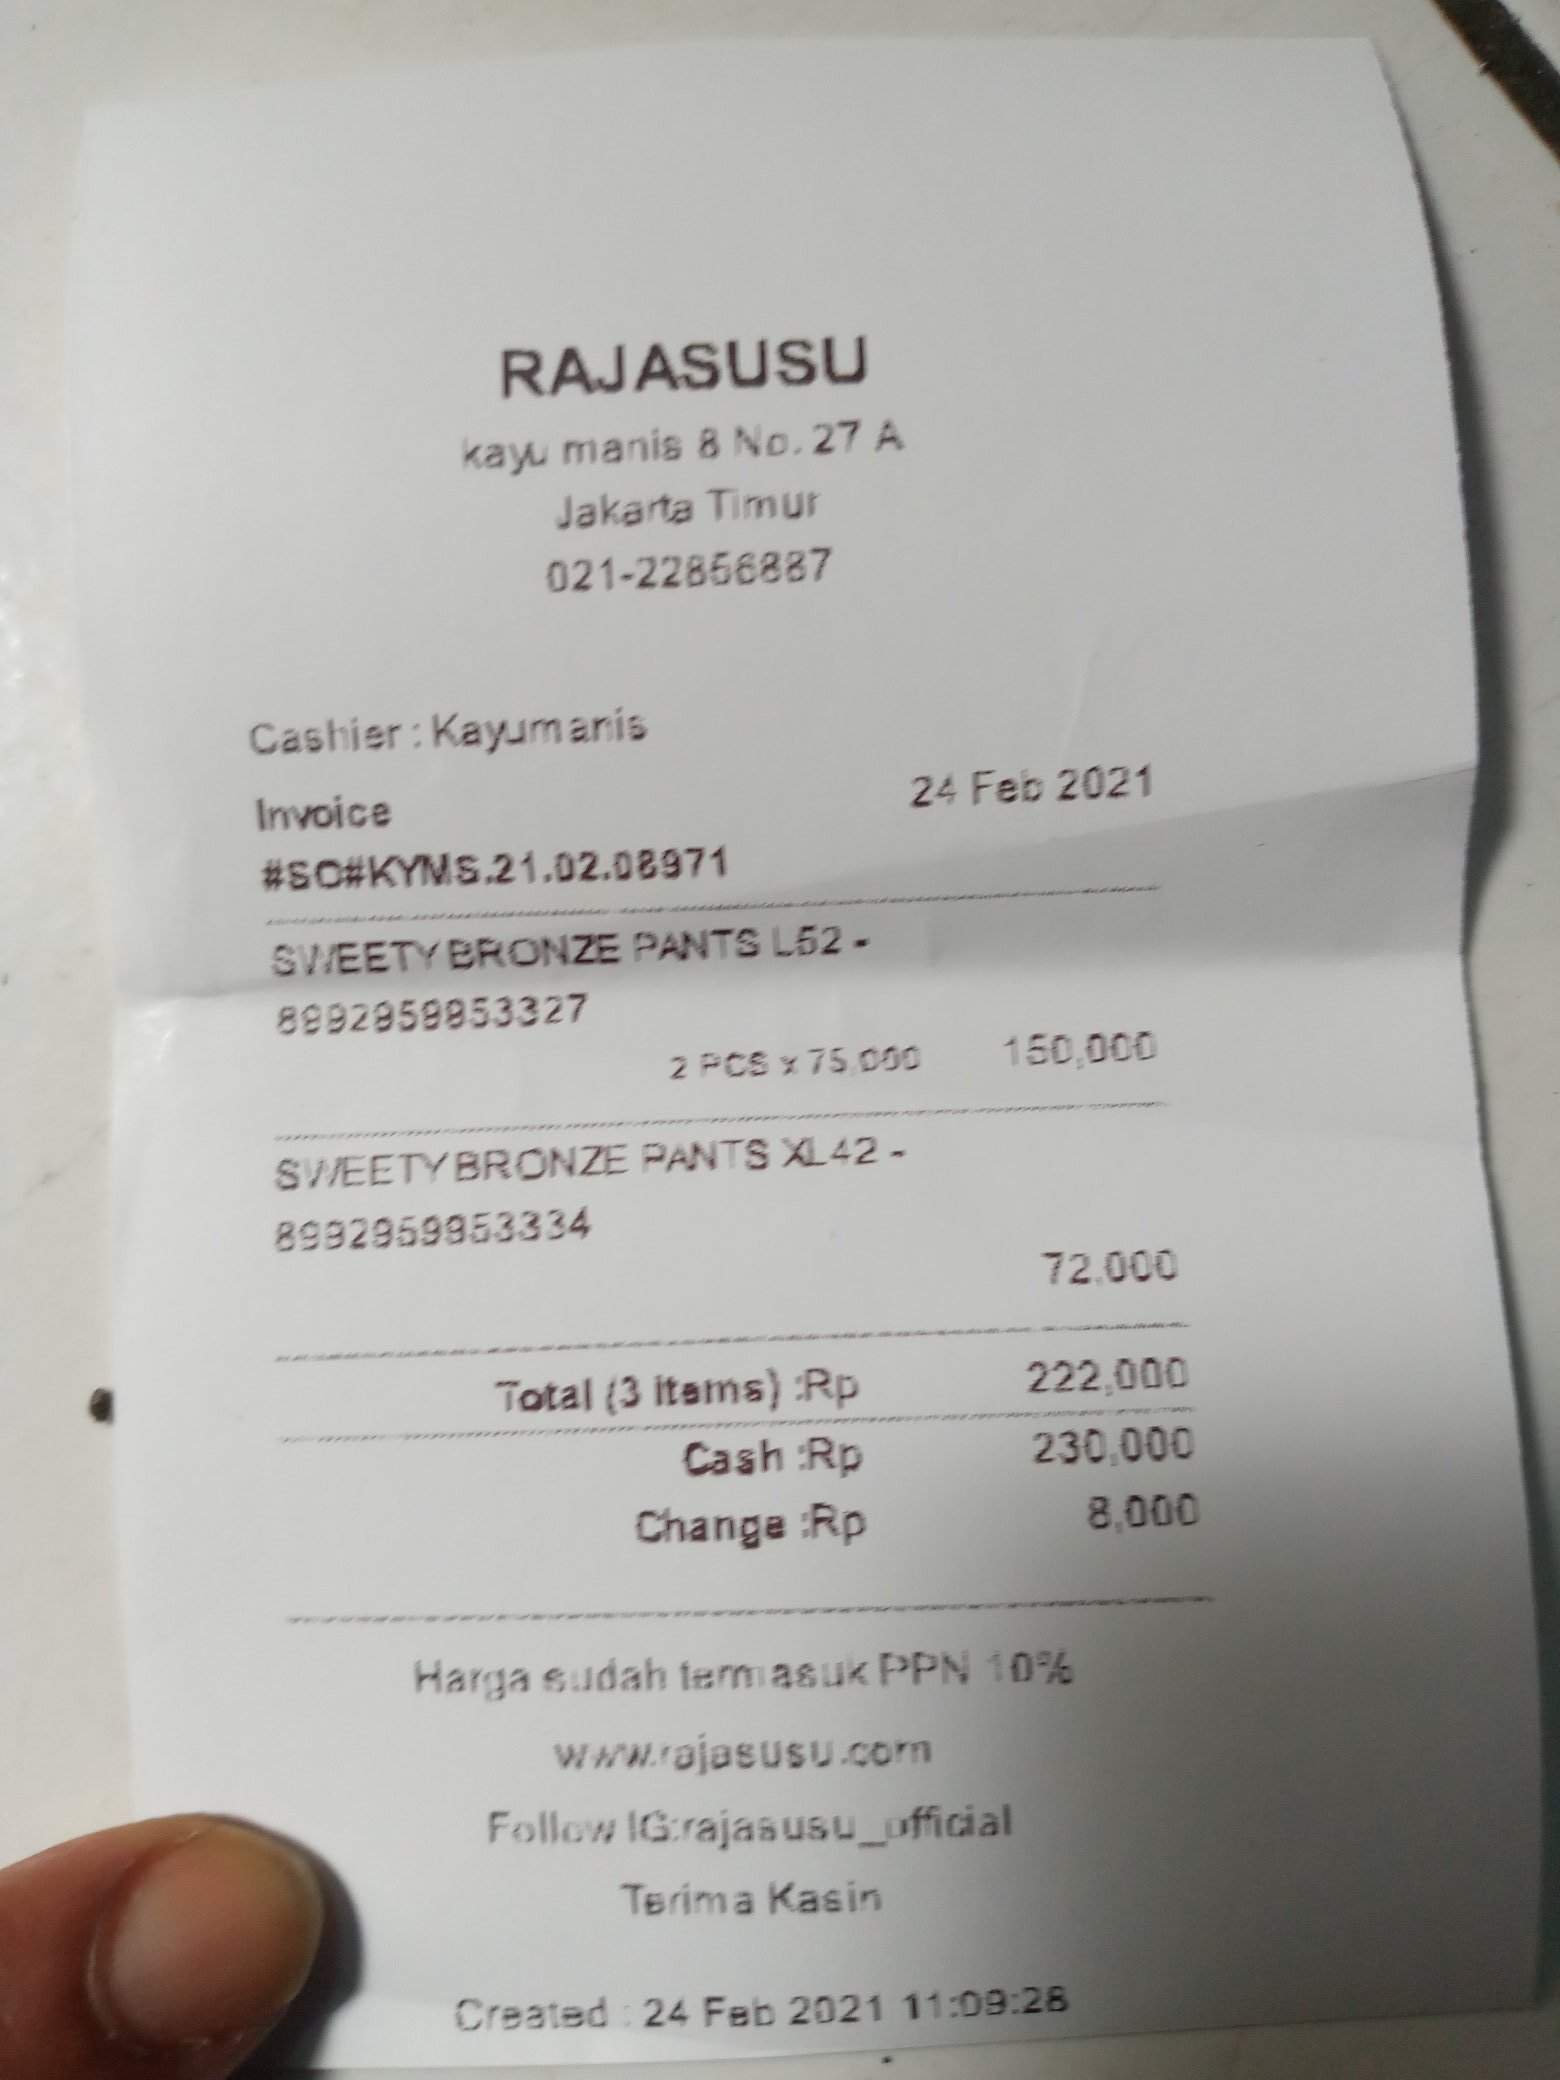 RAJASUSU
kayu manis 8 No. 27 A
Jakarta Timur
021-22856887
Cashier : Kayumanis
Invoice
24 Feb 2021
#SO#KYMS.21.02.08971
SWEETY BRONZE PANTS L52 -
8992959953327
2 PCS x 75,000 150,000
SWEETY BRONZE PANTS XL42 -
8992959953334
72,000
Total (3 items) :Rp 222,000
Cash :Rp 230,000
Change :Rp 8,000
Harga sudah termasuk PPN 10%
www.rajasusu.com
Follow IG:rajasusu_official
Terima Kasih
Created : 24 Feb 2021 11:09:28